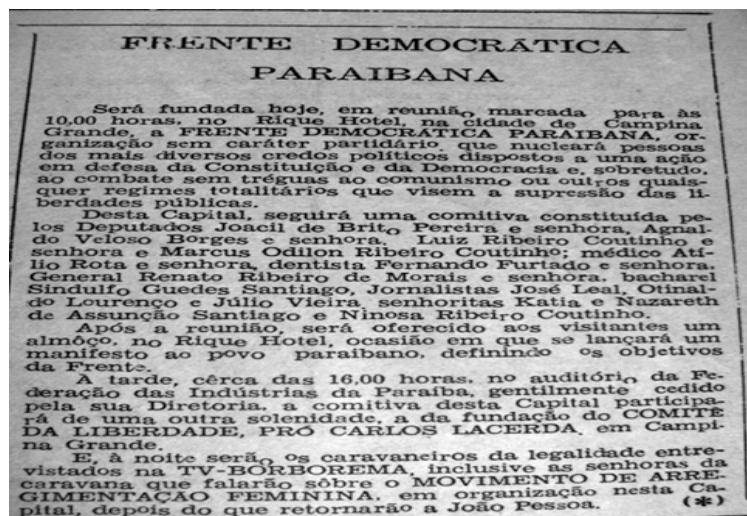 FRENTE DEMOCRÁTICA
PARAIBANA
Será fundada hoje, em reunião marcada para às
10,00 horas, no Rique Hotel, na cidade de Campina
Grande, a FRENTE DEMOCRÁTICA PARAIBANA, or-
ganização sem caráter partidário, que nucleará pessoas
dos mais diversos credos políticos dispostos a uma ação
em defesa da Constituição e da Democracia e, sobretudo,
ao combate sem tréguas ao comunismo ou outros quais-
quer regimes totalitários que visem a supressão das li-
berdades públicas.
Desta Capital, seguirá uma comitiva constituída pe-
los Deputados Joacil de Brito Pereira e senhora, Agnal-
do Veloso Borges e senhora, Luiz Ribeiro Coutinho e
senhora e Marcus Odilon Ribeiro Coutinho; médico Atí-
lio Rota e senhora, dentista Fernando Furtado e senhora,
General Renato Ribeiro de Morais e senhora, bacharel
Sindulfo Guedes Santiago, Jornalistas José Leal, Otinal-
do Lourenço e Júlio Vieira, senhoritas Katia e Nazareth
de Assunção Santiago e Ninosa Ribeiro Coutinho.
Após a reunião, será oferecido aos visitantes um
almôço, no Rique Hotel, ocasião em que se lançará um
manifesto ao povo paraibano, definindo os objetivos
da Frente.
À tarde, cêrca das 16,00 horas, no auditório da Fe-
deração das Indústrias da Paraíba, gentilmente cedido
pela sua Diretoria, a comitiva desta Capital participa-
rá de uma outra solenidade, a da fundação do COMITÊ
DA LIBERDADE, PRÓ CARLOS LACERDA, em Campi-
na Grande.
E, à noite serão os caravaneiros da legalidade entre-
vistados na TV-BORBOREMA, inclusive as senhoras da
caravana que falarão sôbre o MOVIMENTO DE ARRE-
GIMENTAÇÃO FEMININA, em organização nesta Ca-
pital, depois do que retornarão a João Pessoa. (*)